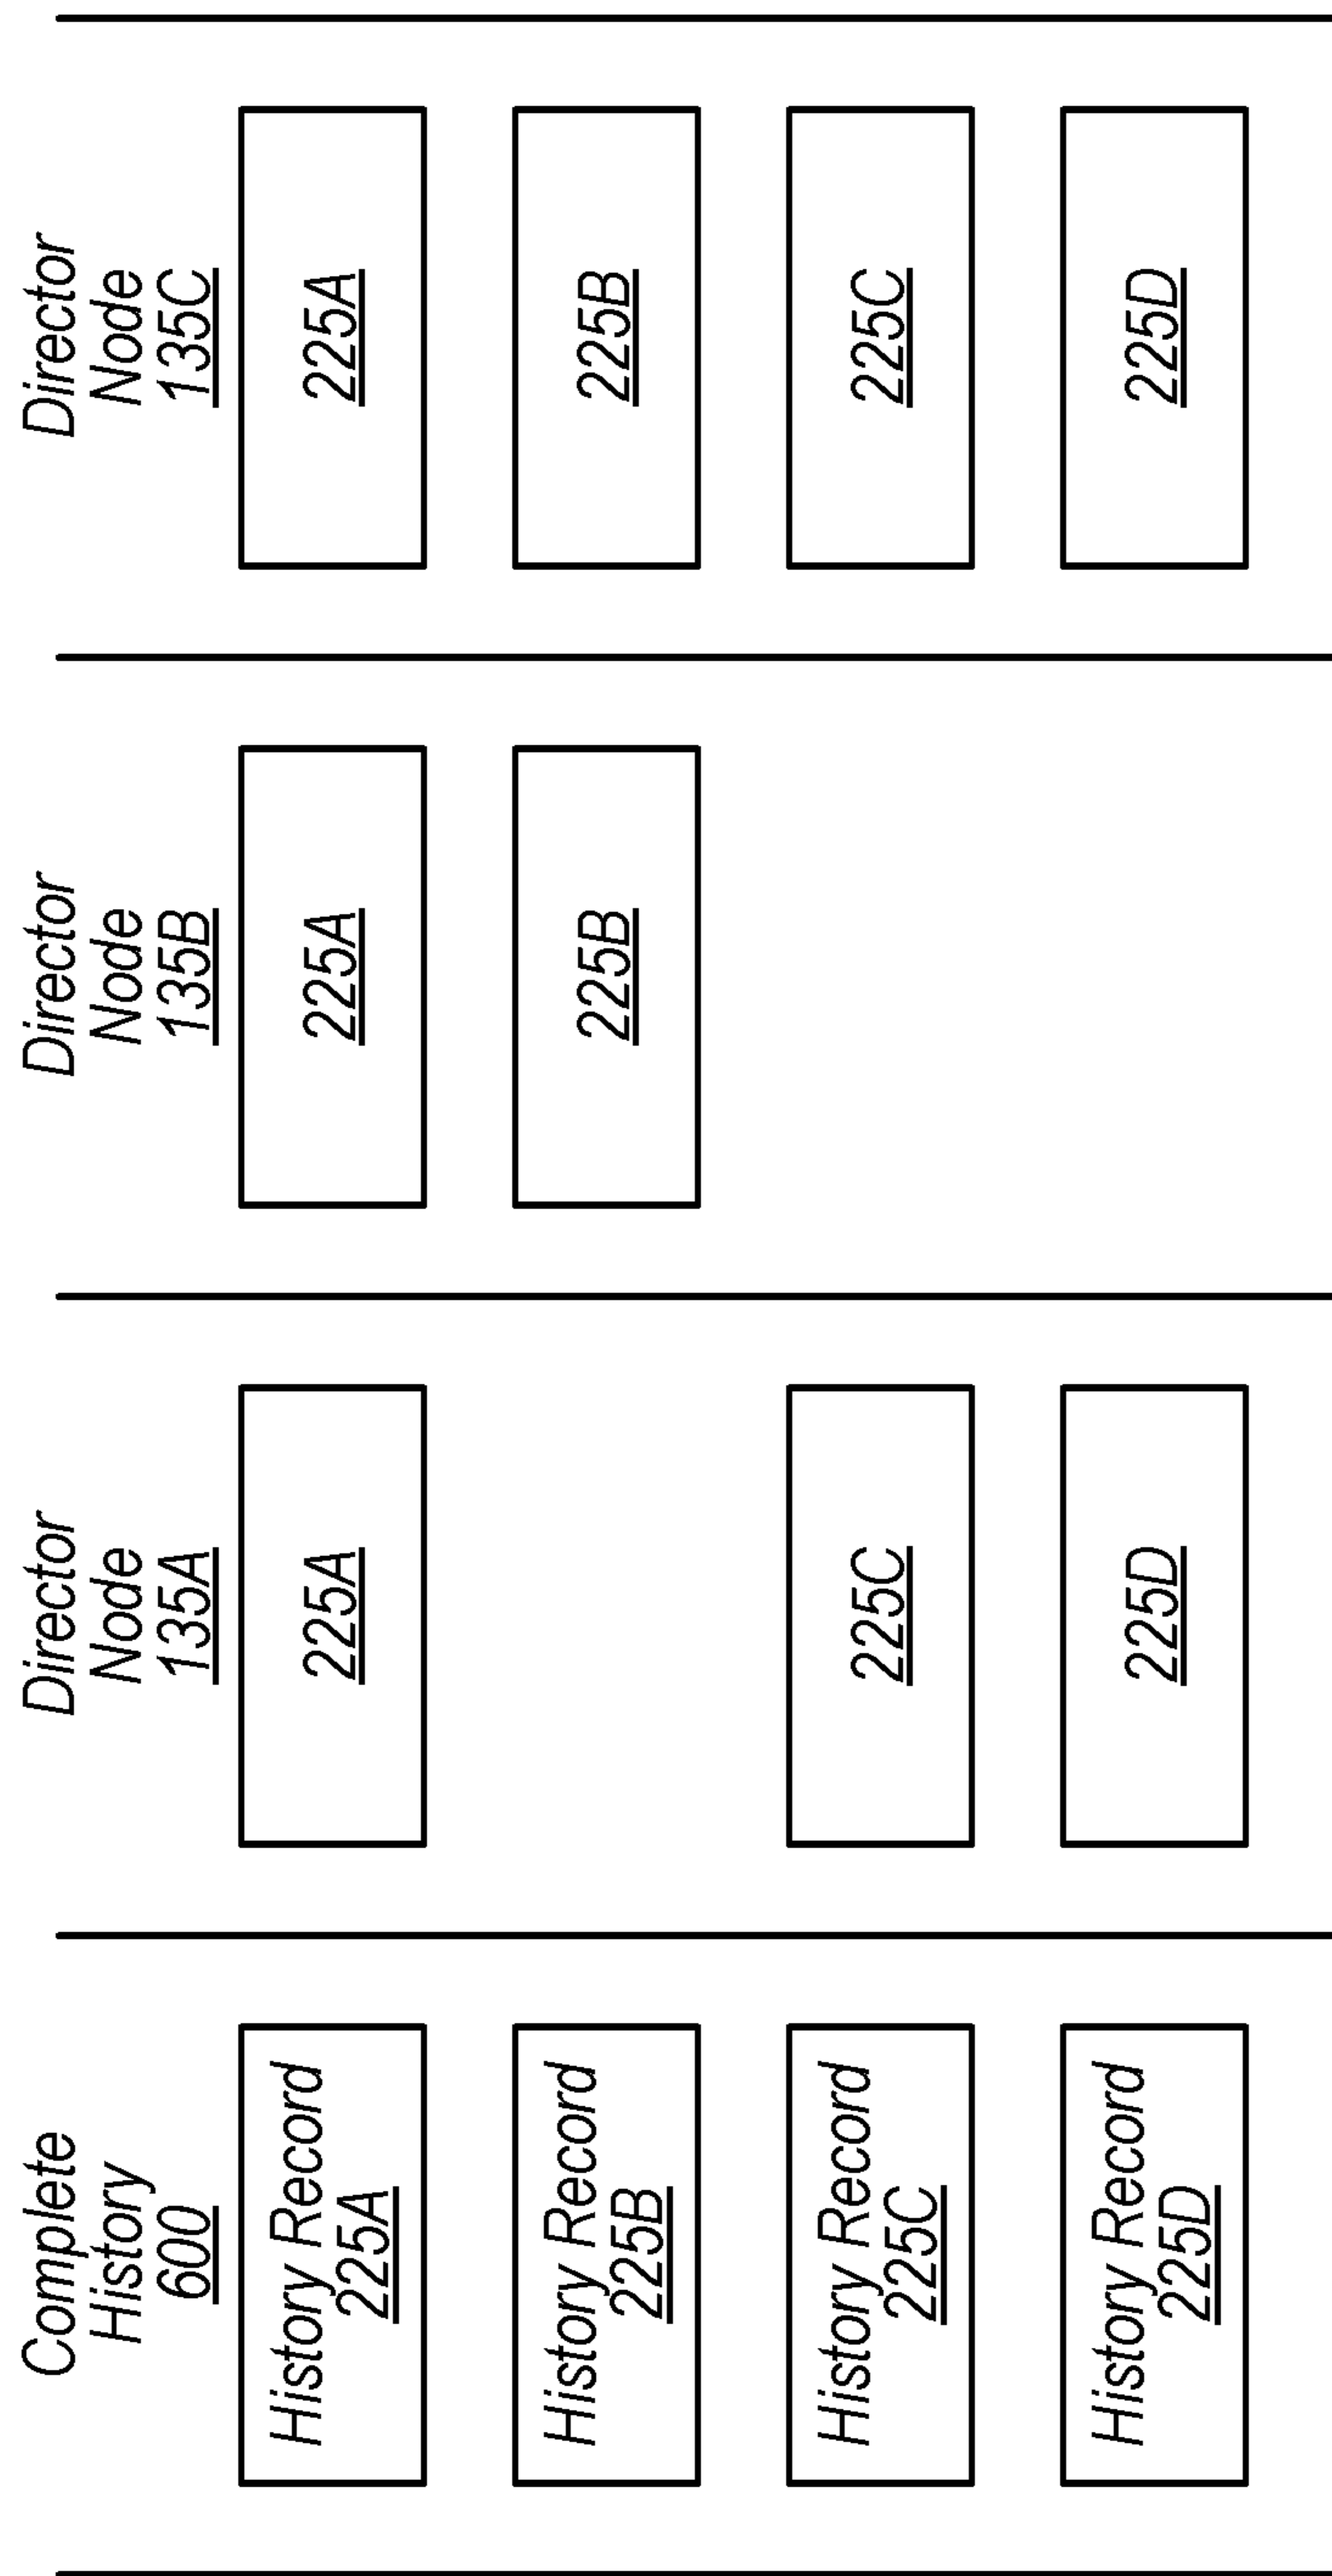 Complete
History
600
Director
Node
135A
Director
Node
135B
Director
Node
135C
History Record
225A
225A
225A
225A
History Record
225B
225B
225B
History Record
225C
225C
225C
History Record
225D
225D
225D